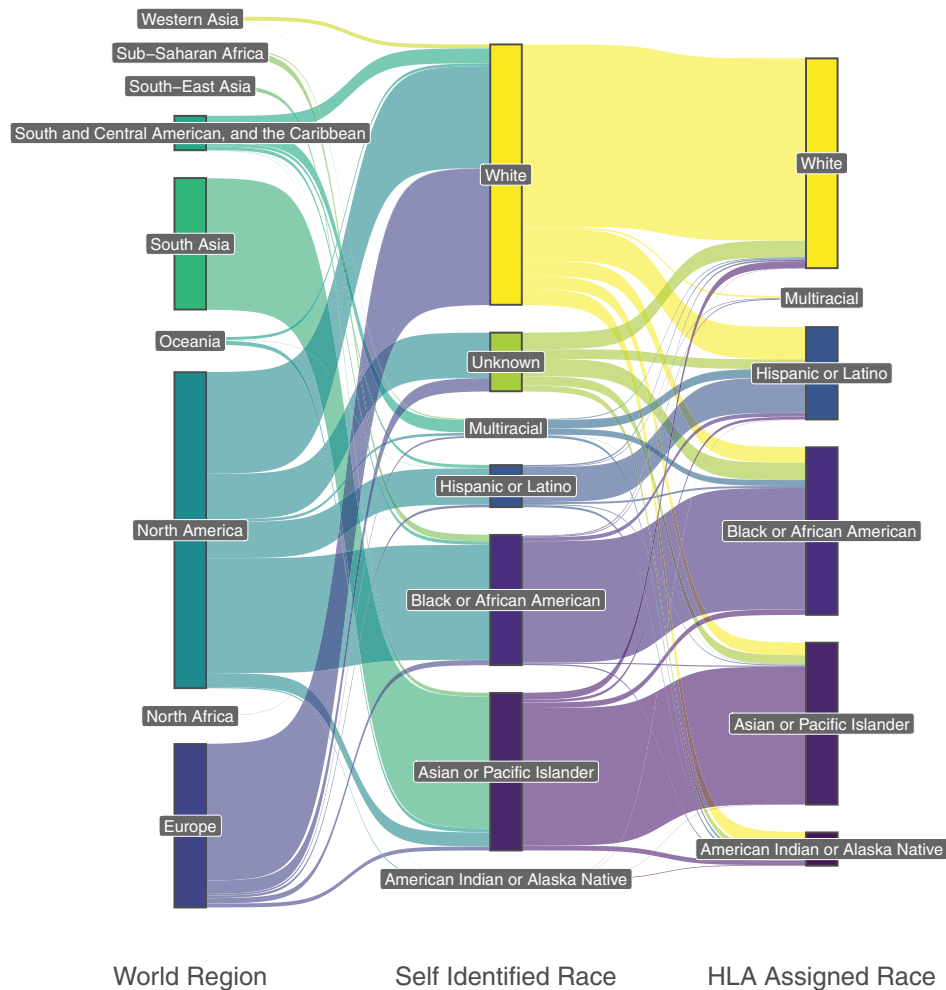 Western Asia
Sub−Saharan Africa
South−East Asia
South and Central American, and the Caribbean
South Asia
Oceania
North America
North Africa
Europe
White
Unknown
Multiracial
Hispanic or Latino
Black or African American
Asian or Pacific Islander
American Indian or Alaska Native
White
Multiracial
Hispanic or Latino
Black or African American
Asian or Pacific Islander
American Indian or Alaska Native
World Region
Self Identified Race
HLA Assigned Race